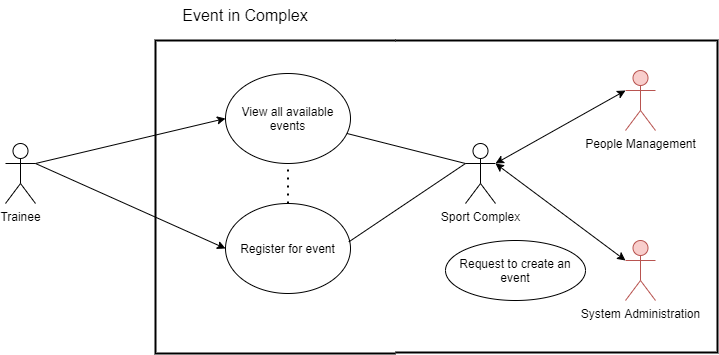 Event in Complex
View all available
events
People Management
Trainee
Sport Complex
Register for event
Request to create an
event
System Administration